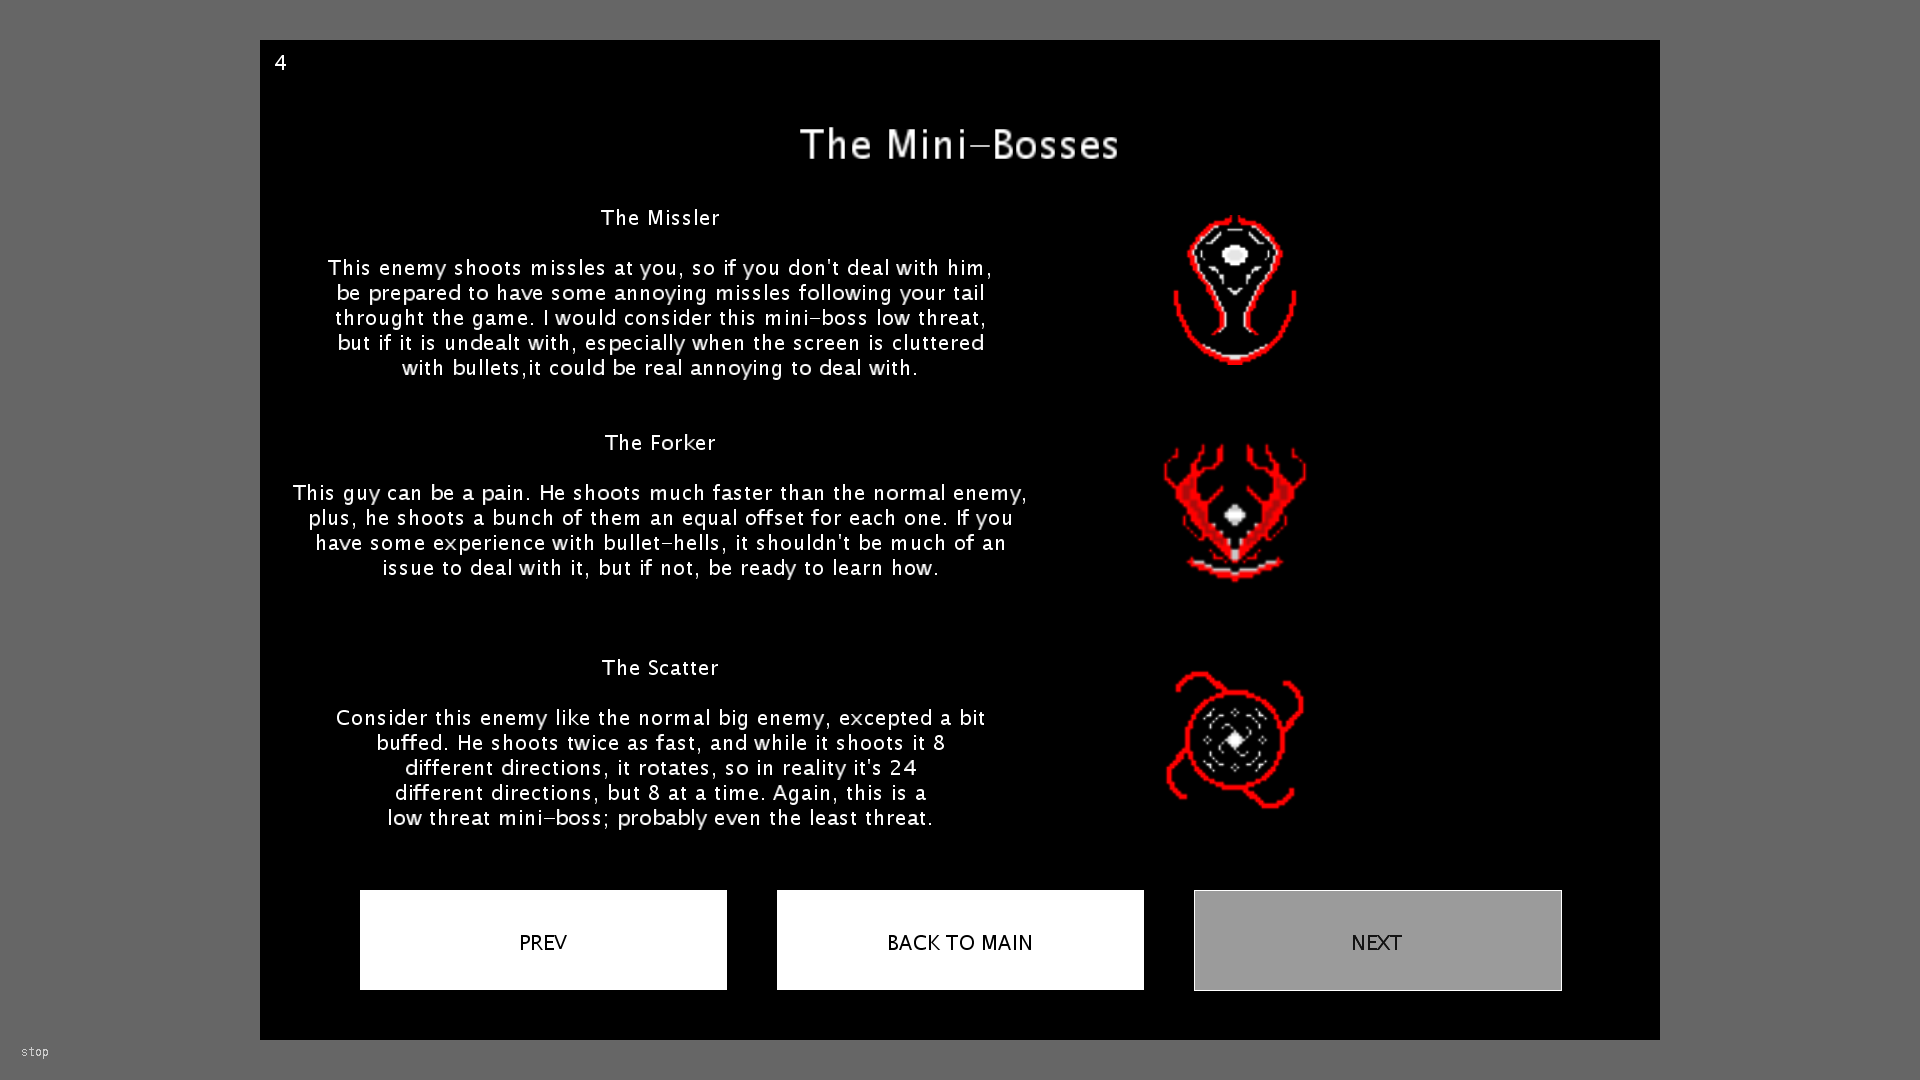 4
The Mini-Bosses
The Missler
This enemy shoots missles at you, so if you don't deal with him,
be prepared to have some annoying missles following your tail
throught the game. I would consider this mini-boss low threat,
but if it is undealt with, especially when the screen is cluttered
with bullets,it could be real annoying to deal with.
The Forker
This guy can be a pain. He shoots much faster than the normal enemy,
plus, he shoots a bunch of them an equal offset for each one. If you
have some experience with bullet-hells, it shouldn't be much of an
issue to deal with it, but if not, be ready to learn how.
The Scatter
Consider this enemy like the normal big enemy, excepted a bit
buffed. He shoots twice as fast, and while it shoots it 8
different directions, it rotates, so in reality it's 24
different directions, but 8 at a time. Again, this is a
low threat mini-boss; probably even the least threat.
PREV
BACK TO MAIN
NEXT
stop